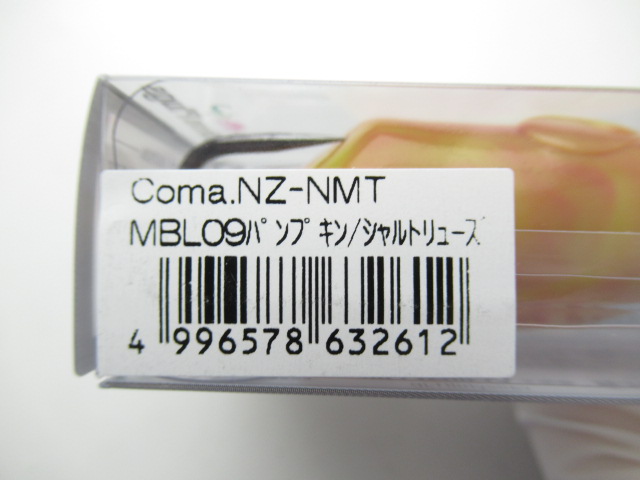 Coma.NZ-NMT
MBL09ﾊﾟﾝﾌﾟｷﾝ/ｼｬﾙﾄﾘｭｰｽﾞ
4 996578 632612